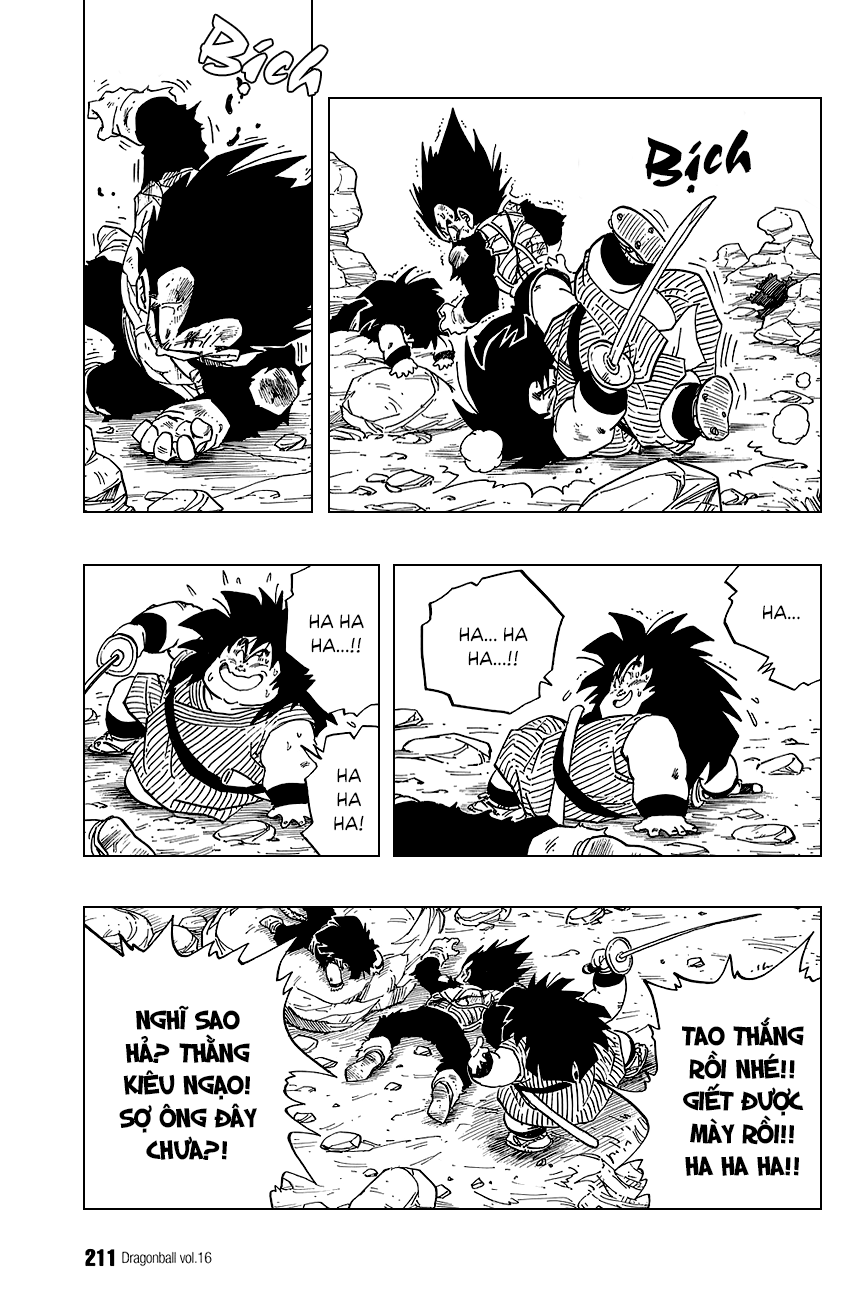 Bịch
Bịch
HA...
HA... HA
HA...!!
HA HA
HA...!!
HA
HA
HA!
TAO THẮNG
RỒI NHÉ!!
GIẾT ĐƯỢC
MÀY RỒI!!
HA HA HA!!
NGHĨ SAO
HẢ? THẰNG
KIÊU NGẠO!
SỢ ÔNG ĐÂY
CHƯA?!
211 Dragonball vol.16